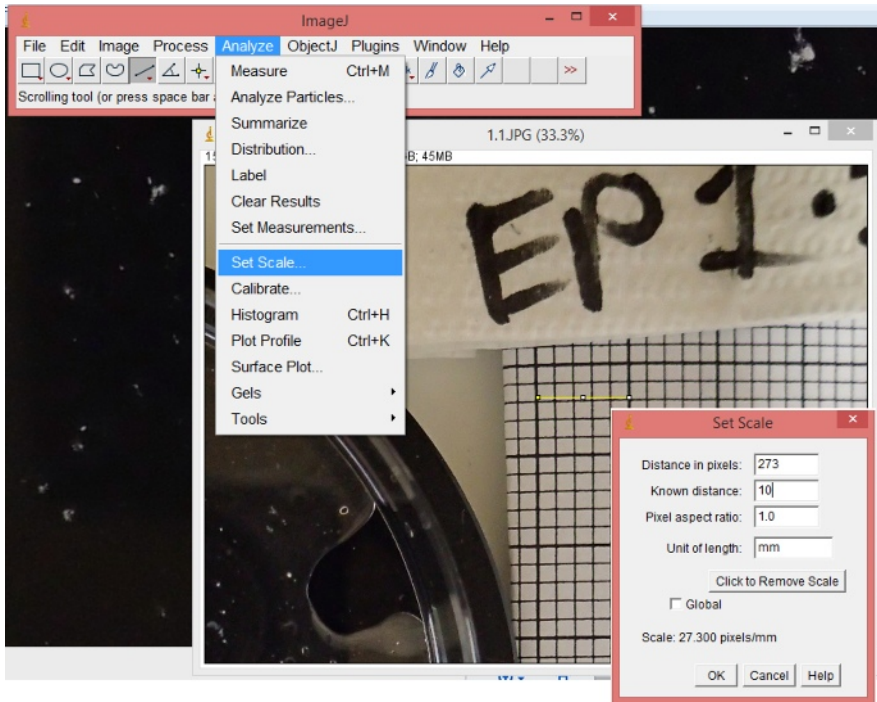 ImageJ
File Edit Image Process Analyze ObjectJ Plugins Window Help
>>
Scrolling tool (or press space bar
Measure Ctrl+M
Analyze Particles...
Summarize
Distribution...
Label
Clear Results
Set Measurements...
Set Scale...
Calibrate...
Histogram Ctrl+H
Plot Profile Ctrl+K
Surface Plot...
Gels
Tools
1.1.JPG (33.3%)
B; 45MB
EP 1.
Set Scale
Distance in pixels: 273
Known distance: 10
Pixel aspect ratio: 1.0
Unit of length: mm
Click to Remove Scale
Global
Scale: 27.300 pixels/mm
OK Cancel Help